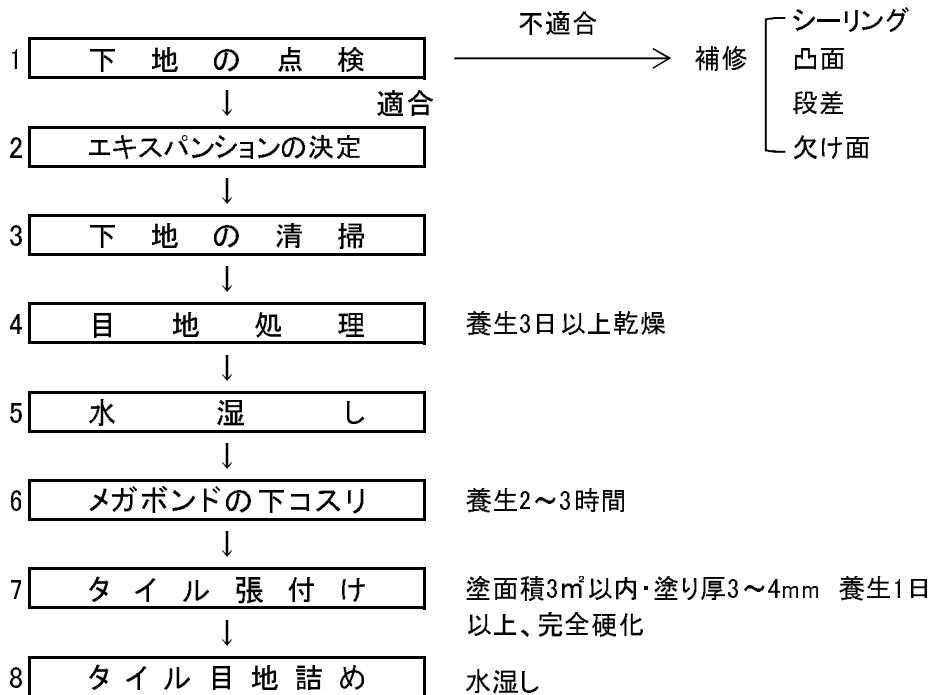 不適合
シーリング
1 下地の点検
補修
凸面
適合
段差
2 エキスパンションの決定
欠け面
3 下地の清掃
4 目地処理
養生3日以上乾燥
5 水湿し
6 メガボンドの下コスリ
養生2～3時間
7 タイル張付け
塗面積3㎡以内・塗り厚3～4mm 養生1日
以上、完全硬化
8 タイル目地詰め
水湿し